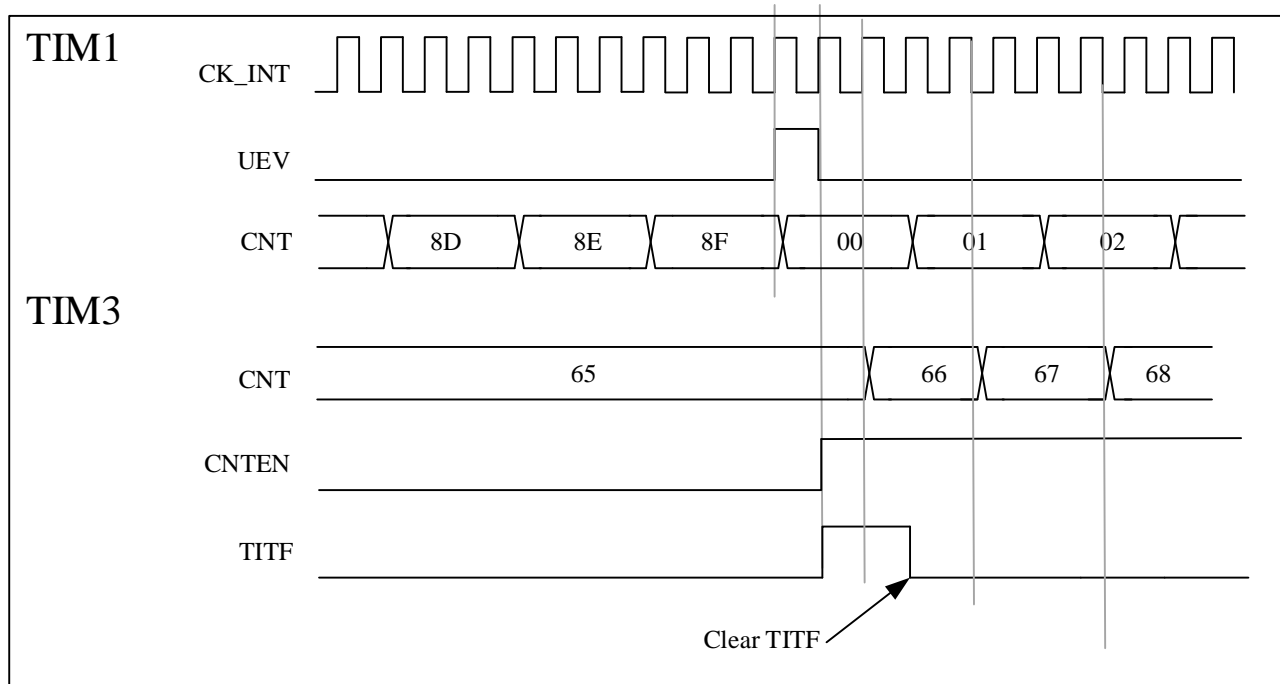 TIM1
CK_INT
UEV
CNT 8D 8E 8F 00 01 02
TIM3
CNT 65 66 67 68
CNTEN
TITF
Clear TITF